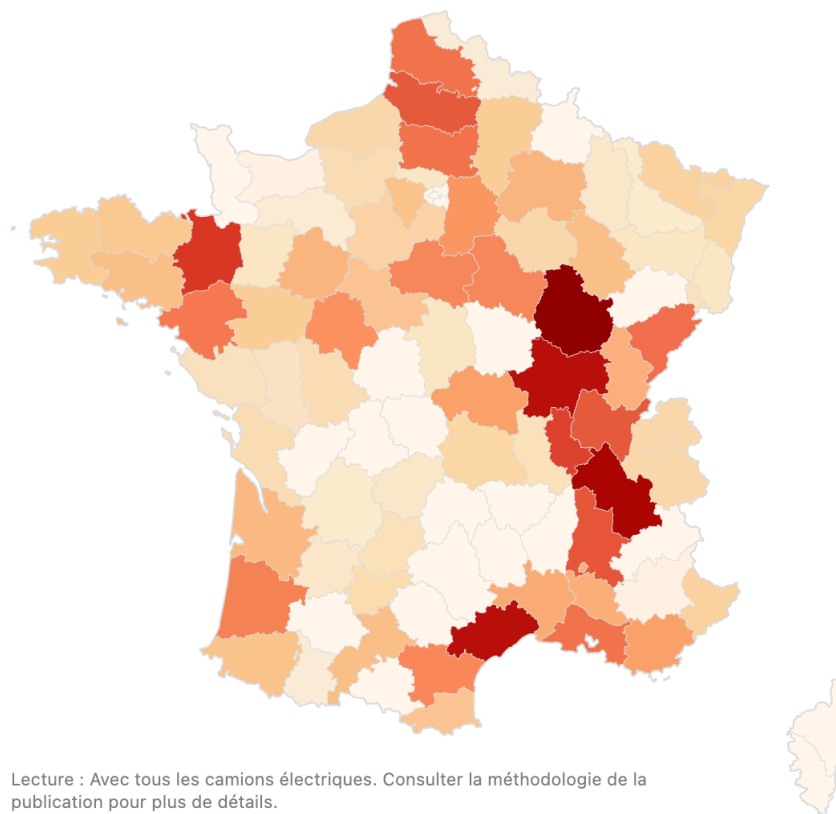 Lecture : Avec tous les camions électriques. Consulter la méthodologie de la
publication pour plus de détails.